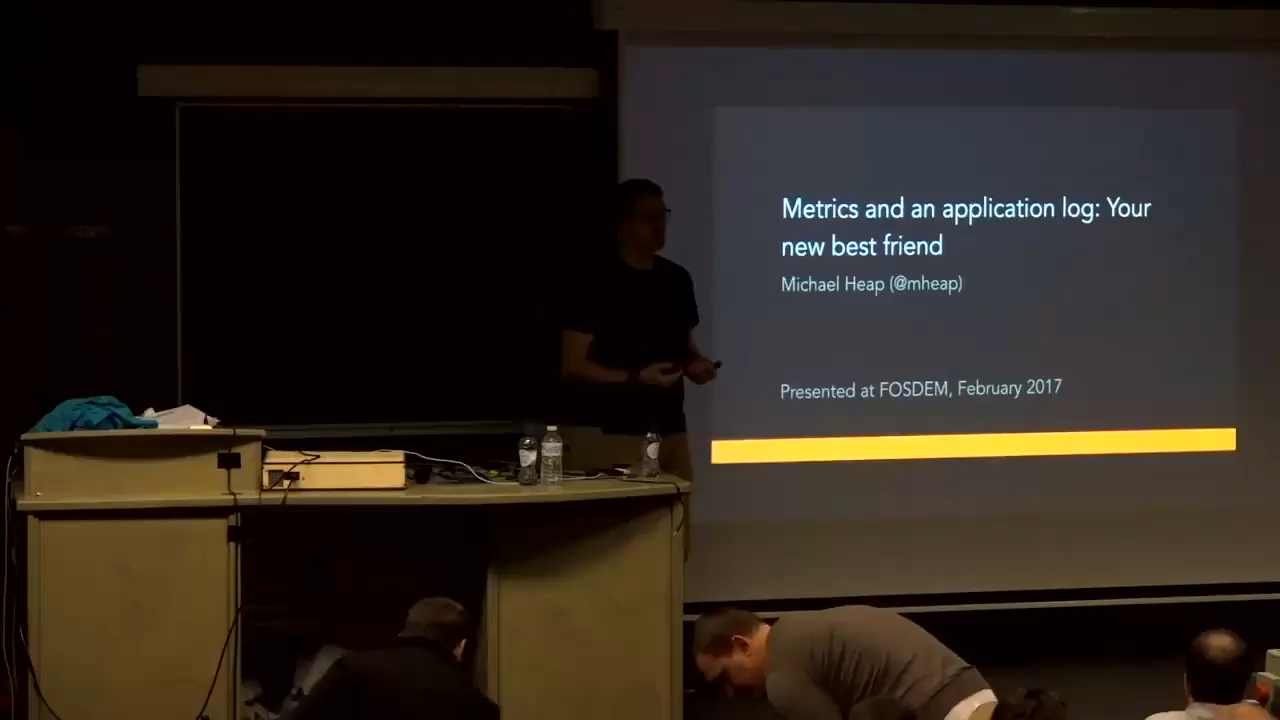 Metrics and an application log: Your
new best friend
Michael Heap (@mheap)
Presented at FOSDEM, February 2017